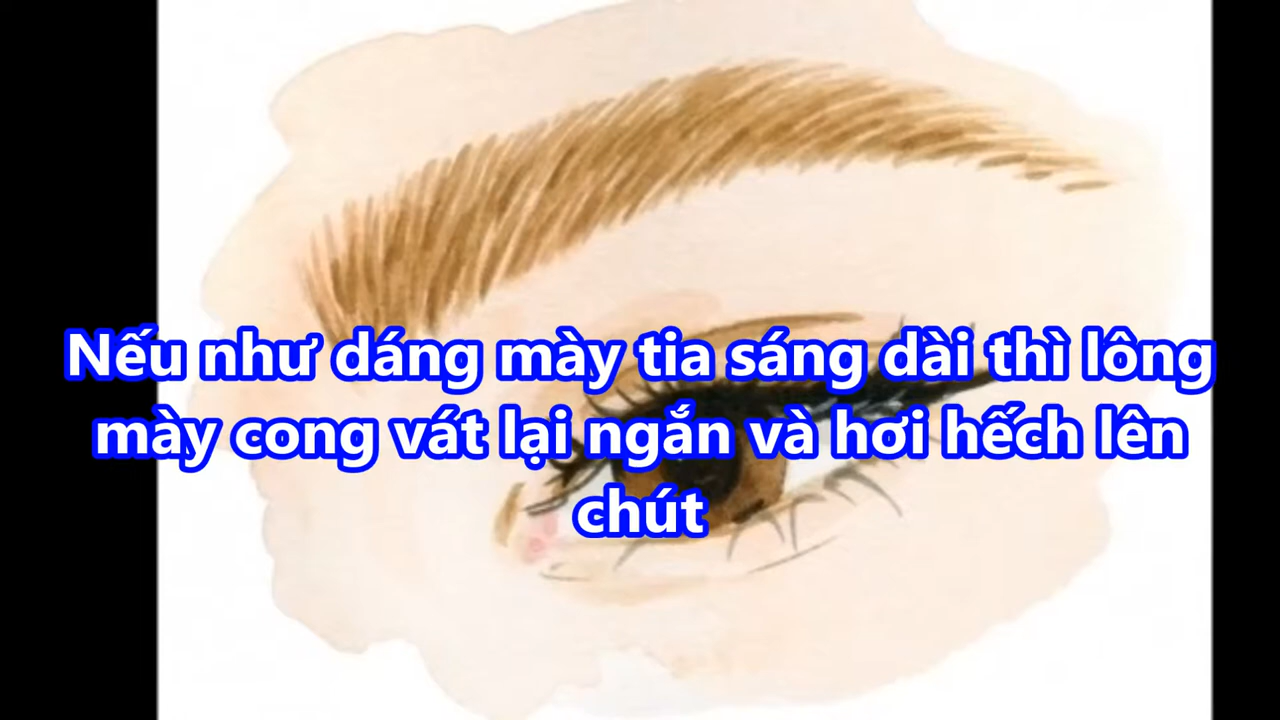 Nếu như dáng mày tia sáng dài thì lông
mày cong vát lại ngắn và hơi hếch lên
chút